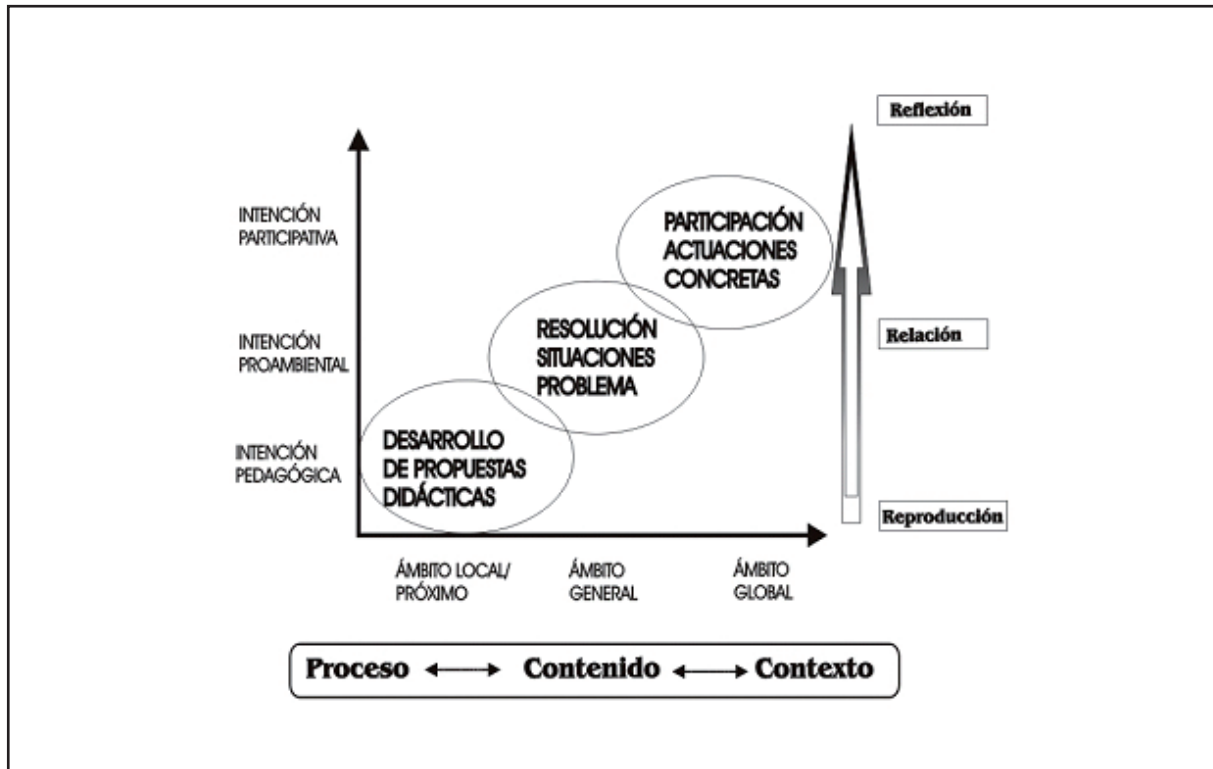 Reflexión
INTENCIÓN
PARTICIPATIVA
PARTICIPACIÓN
ACTUACIONES
CONCRETAS
INTENCIÓN
PROAMBIENTAL
RESOLUCIÓN
SITUACIONES
PROBLEMA
Relación
INTENCIÓN
PEDAGÓGICA
DESARROLLO
DE PROPUESTAS
DIDÁCTICAS
Reproducción
ÁMBITO LOCAL/
PRÓXIMO
ÁMBITO
GENERAL
ÁMBITO
GLOBAL
Proceso Contenido Contexto